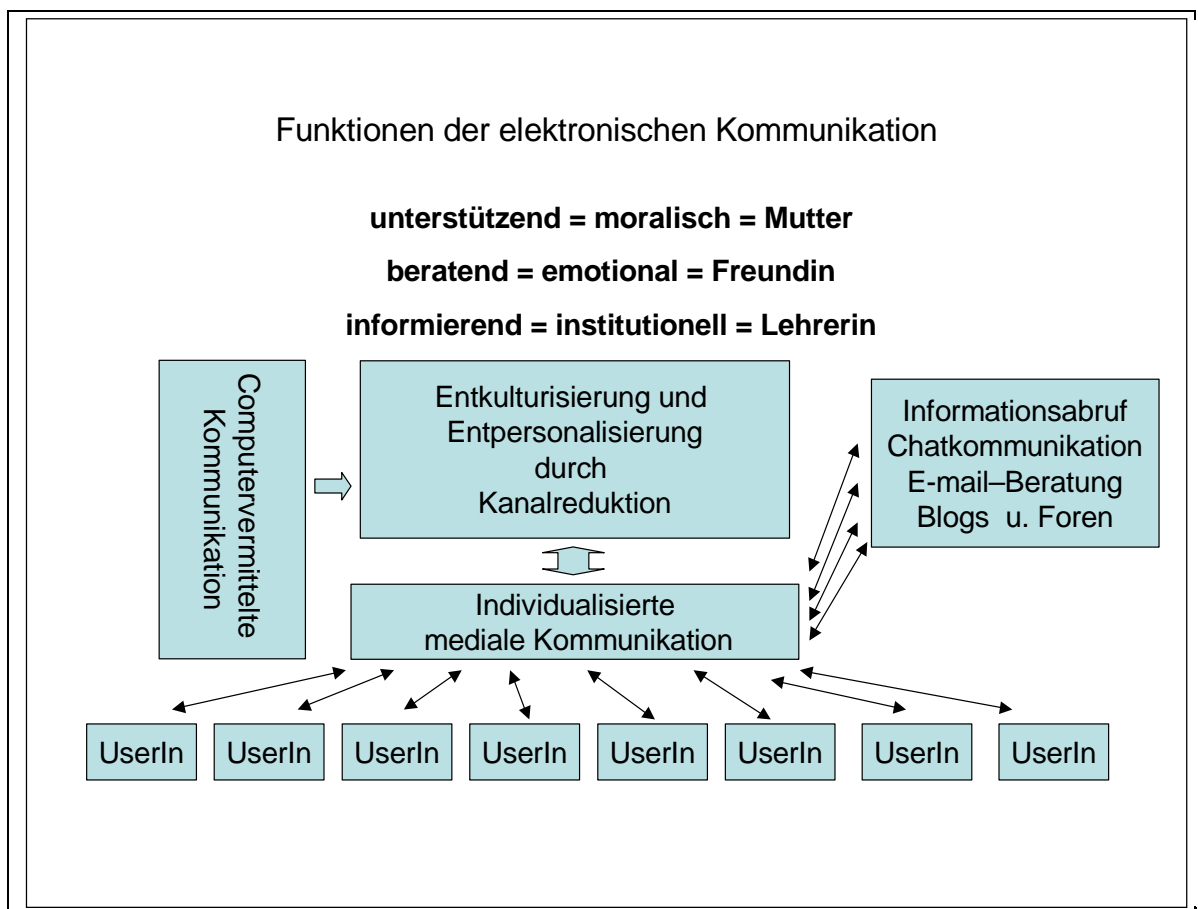 Funktionen der elektronischen Kommunikation
unterstützend = moralisch = Mutter
beratend = emotional = Freundin
informierend = institutionell = Lehrerin
Computervermittelte
Kommunikation
Entkulturisierung und
Entpersonalisierung
durch
Kanalreduktion
Informationsabruf
Chatkommunikation
E-mail–Beratung
Blogs u. Foren
Individualisierte
mediale Kommunikation
UserIn UserIn UserIn UserIn UserIn UserIn UserIn UserIn